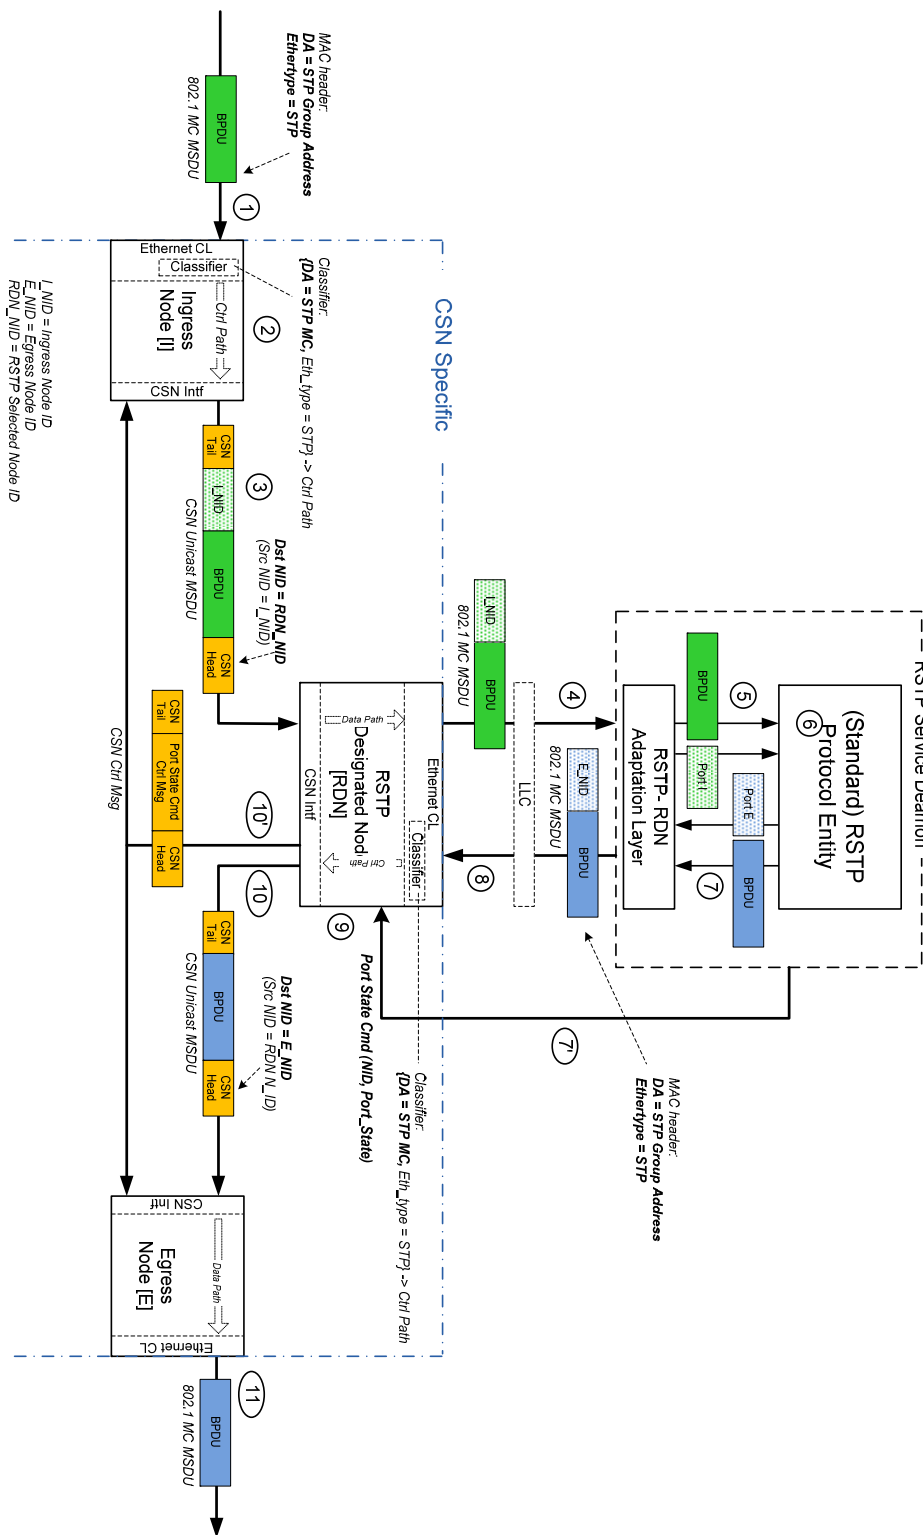 RSTP Service Deamon
(Standard) RSTP
Protocol Entity
6
5
BPDU
Port I
Port E
BPDU
7
RSTP- RDN
Adaptation Layer
4
I_NID
BPDU
802.1 MC MSDU
LLC
E_NID
BPDU
802.1 MC MSDU
8
7'
MAC header:
DA = STP Group Address
Ethertype = STP
CSN Specific
Classifier:
{DA = STP MC, Eth_type = STP} -> Ctrl Path
Ethernet CL
Classifier
Data Path
Ctrl Path
RSTP
Designated Nod
[RDN]
CSN Intf
9
Port State Cmd (NID, Port_State)
Classifier:
{DA = STP MC, Eth_type = STP} -> Ctrl Path
MAC header:
DA = STP Group Address
Ethertype = STP
BPDU
802.1 MC MSDU
1
Ethernet CL
Classifier
Ctrl Path
Ingress
Node [I]
CSN Intf
2
3
CSN
Tail
I_NID
BPDU
CSN
Head
CSN Unicast MSDU
Dst NID = RDN_NID
(Src NID = I_NID)
CSN
Tail
Port State Cmd
Ctrl Msg
CSN
Head
CSN Ctrl Msg
10'
10
CSN
Tail
BPDU
CSN
Head
CSN Unicast MSDU
Dst NID = E_NID
(Src NID = RDN N_ID)
CSN Intf
Data Path
Egress
Node [E]
Ethernet CL
11
BPDU
802.1 MC MSDU
I_NID = Ingress Node ID
E_NID = Egress Node ID
RDN_NID = RSTP Selected Node ID